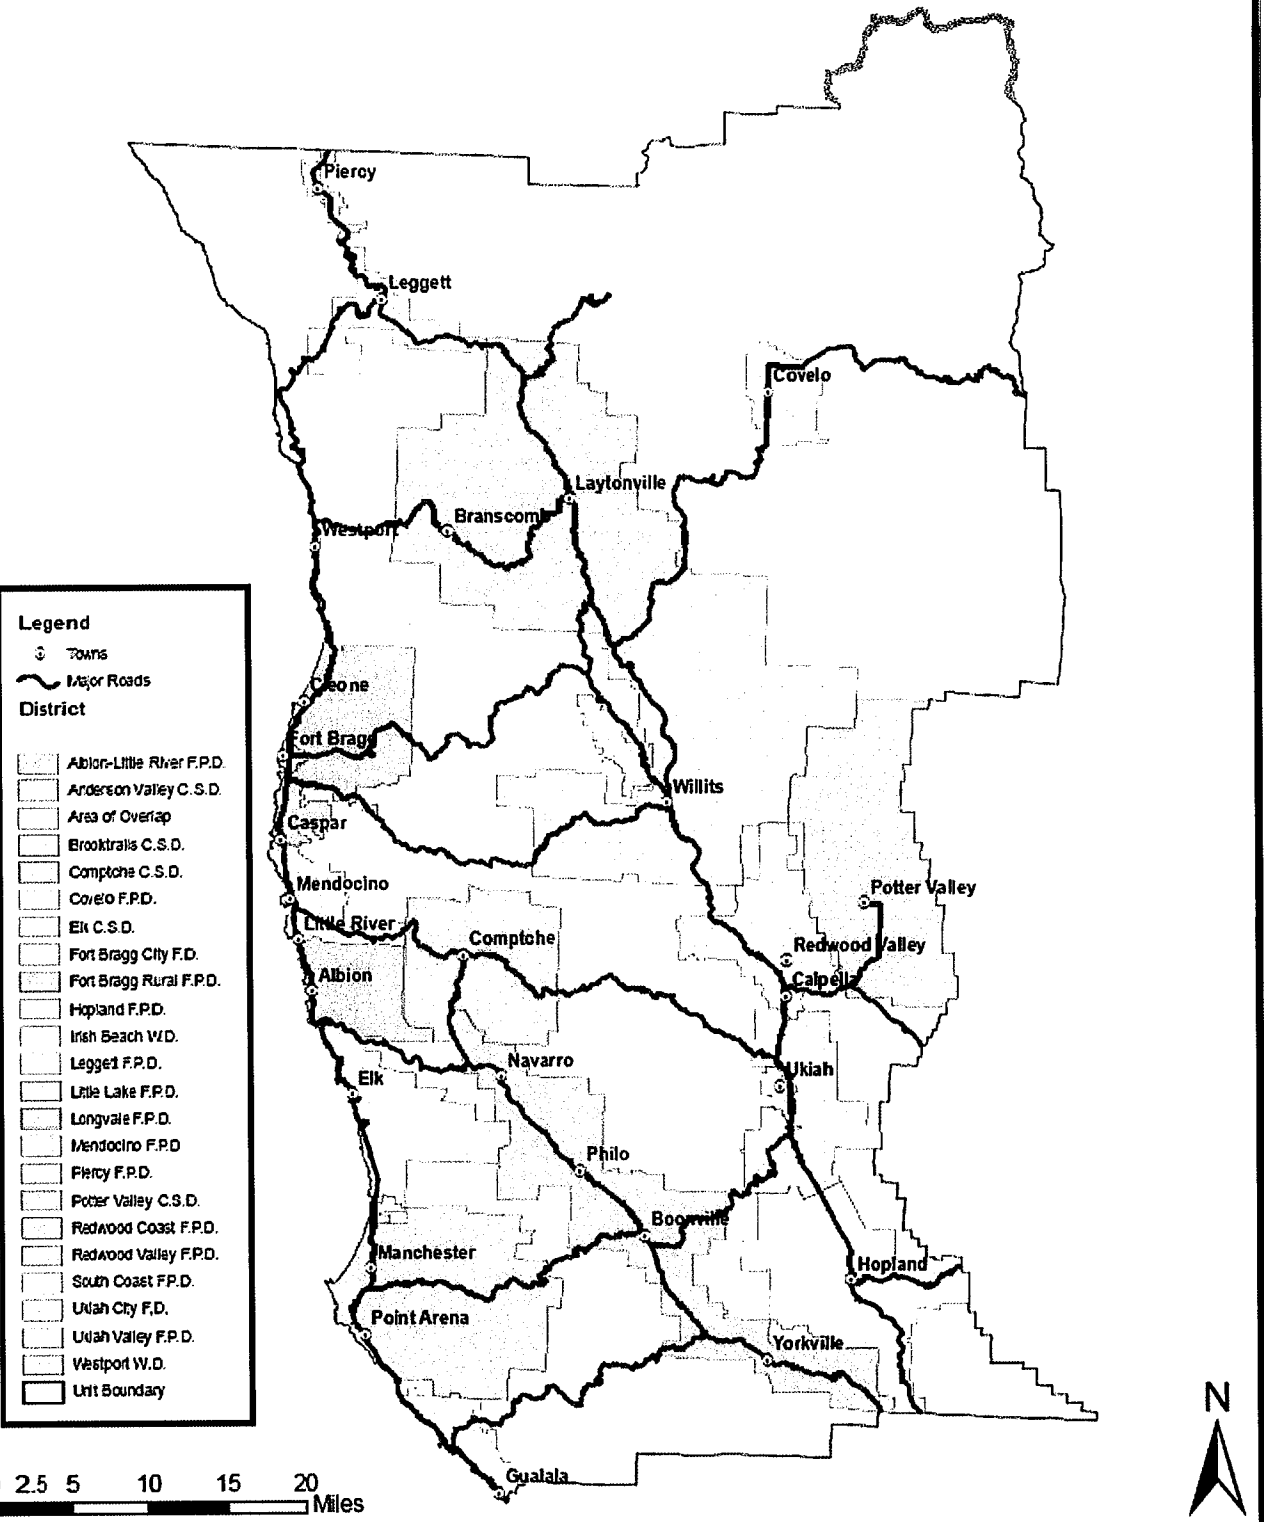 Piercy
Leggett
Covelo
Laytonville
Branscomb
Westport
Legend
Towns
Major Roads
District
Albion-Little River F.P.D.
Anderson Valley C.S.D.
Area of Overlap
Brooktrails C.S.D.
Comptche C.S.D.
Covelo F.P.D.
Elk C.S.D.
Fort Bragg City F.D.
Fort Bragg Rural F.P.D.
Hopland F.P.D.
Irish Beach W.D.
Leggett F.P.D.
Little Lake F.P.D.
Longvale F.P.D.
Mendocino F.P.D
Piercy F.P.D.
Potter Valley C.S.D.
Redwood Coast F.P.D.
Redwood Valley F.P.D.
South Coast F.P.D.
Ukiah City F.D.
Ukiah Valley F.P.D.
Westport W.D.
Unit Boundary
Cleone
Fort Bragg
Willits
Caspar
Mendocino
Potter Valley
Little River
Comptche
Redwood Valley
Albion
Calpella
Navarro
Ukiah
Elk
Philo
Boonville
Manchester
Hopland
Point Arena
Yorkville
Gualala
N
2.5 5 10 15 20
Miles